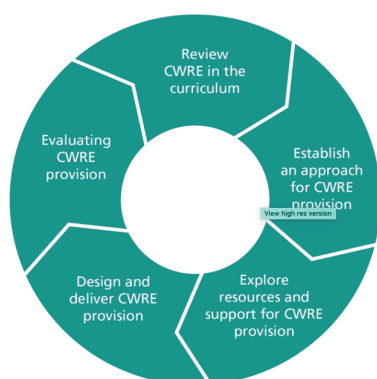 Review
CWRE in the
curriculum
Establish
an approach
for CWRE
provision
View high res version
Explore
resources and
support for CWRE
provision
Design and
deliver CWRE
provision
Evaluating
CWRE
provision